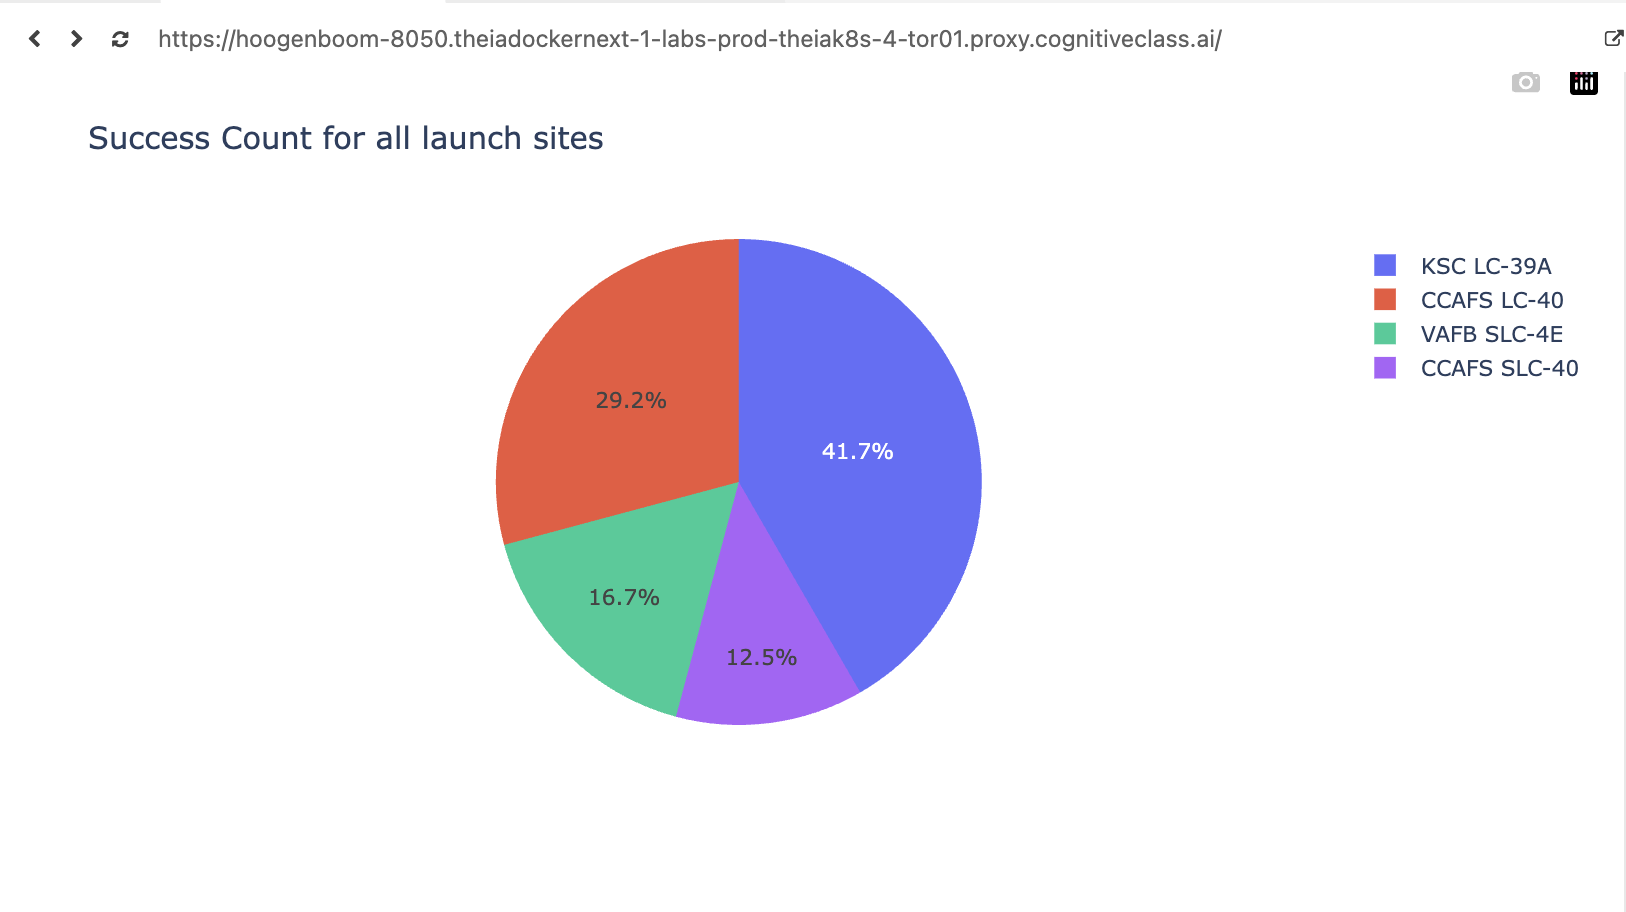 https://hoogenboom-8050.theiadockernext-1-labs-prod-theiak8s-4-tor01.proxy.cognitiveclass.ai/
Success Count for all launch sites
KSC LC-39A
CCAFS LC-40
VAFB SLC-4E
CCAFS SLC-40
29.2%
41.7%
16.7%
12.5%